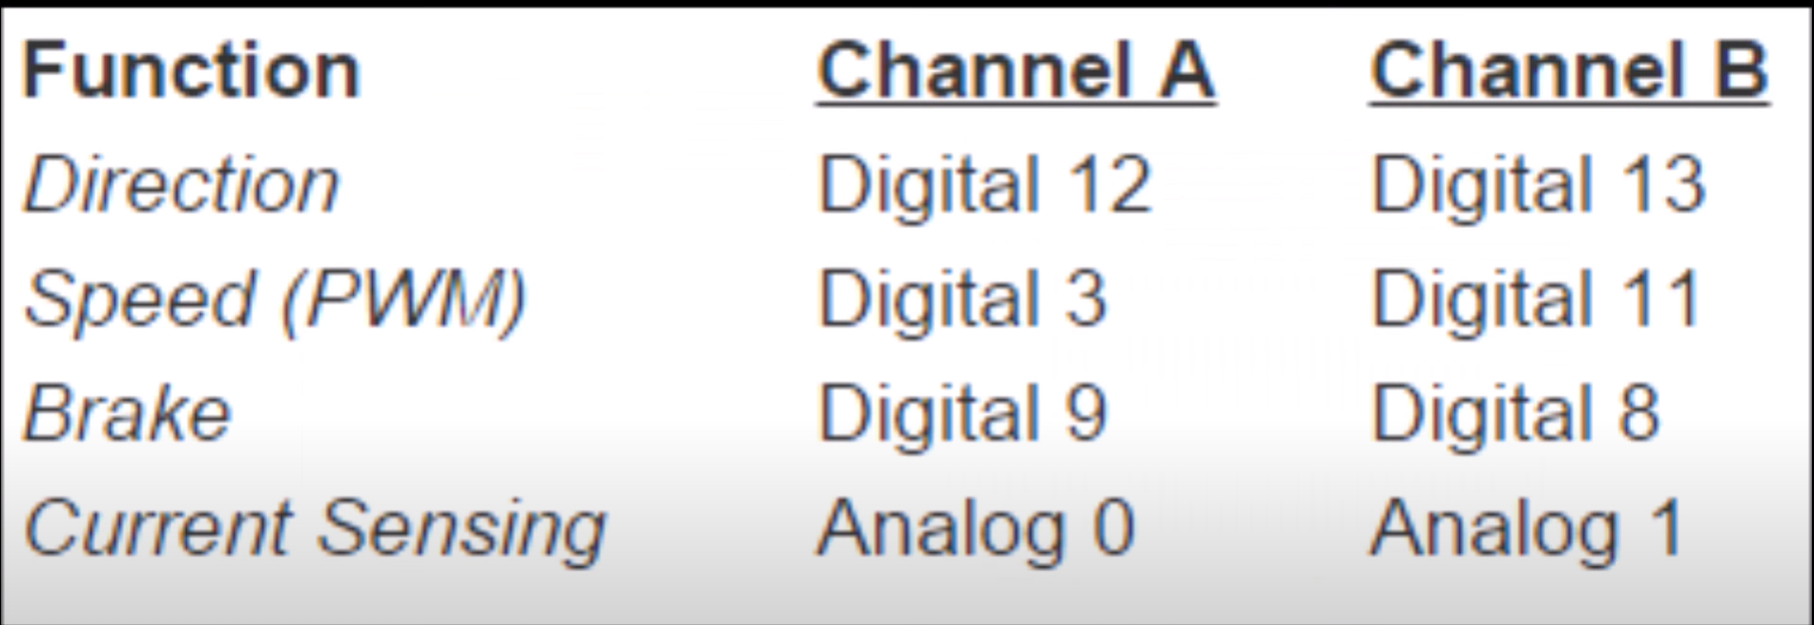 Function Channel A Channel B
Direction Digital 12 Digital 13
Speed (PWM) Digital 3 Digital 11
Brake Digital 9 Digital 8
Current Sensing Analog 0 Analog 1